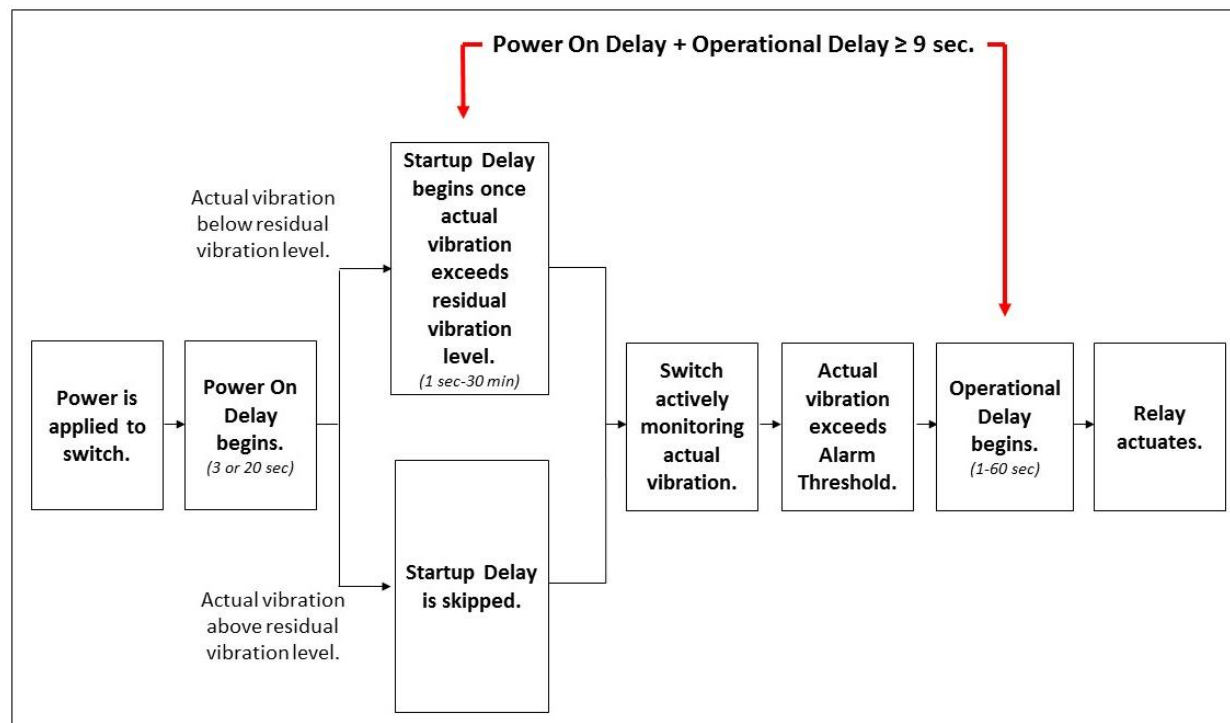 Power On Delay + Operational Delay ≥ 9 sec.
Actual vibration
below residual
vibration level.
Startup Delay
begins once
actual
vibration
exceeds
residual
vibration
level.
(1 sec-30 min)
Power is
applied to
switch.
Power On
Delay
begins.
(3 or 20 sec)
Switch
actively
monitoring
actual
vibration.
Actual
vibration
exceeds
Alarm
Threshold.
Operational
Delay
begins.
(1-60 sec)
Relay
actuates.
Startup Delay
is skipped.
Actual vibration
above residual
vibration level.